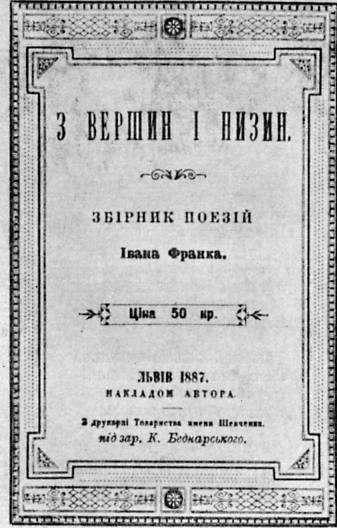 З ВЕРШИН І НИЗИН.
ЗБІРНИК ПОЕЗІЙ
Івана Франка.
Ціна 50 кр.
ЛЬВІВ 1887.
НАКЛАДОМ АВТОРА.
З друкарні Товариства имени Шевченка.
під зар. К. Беднарського.